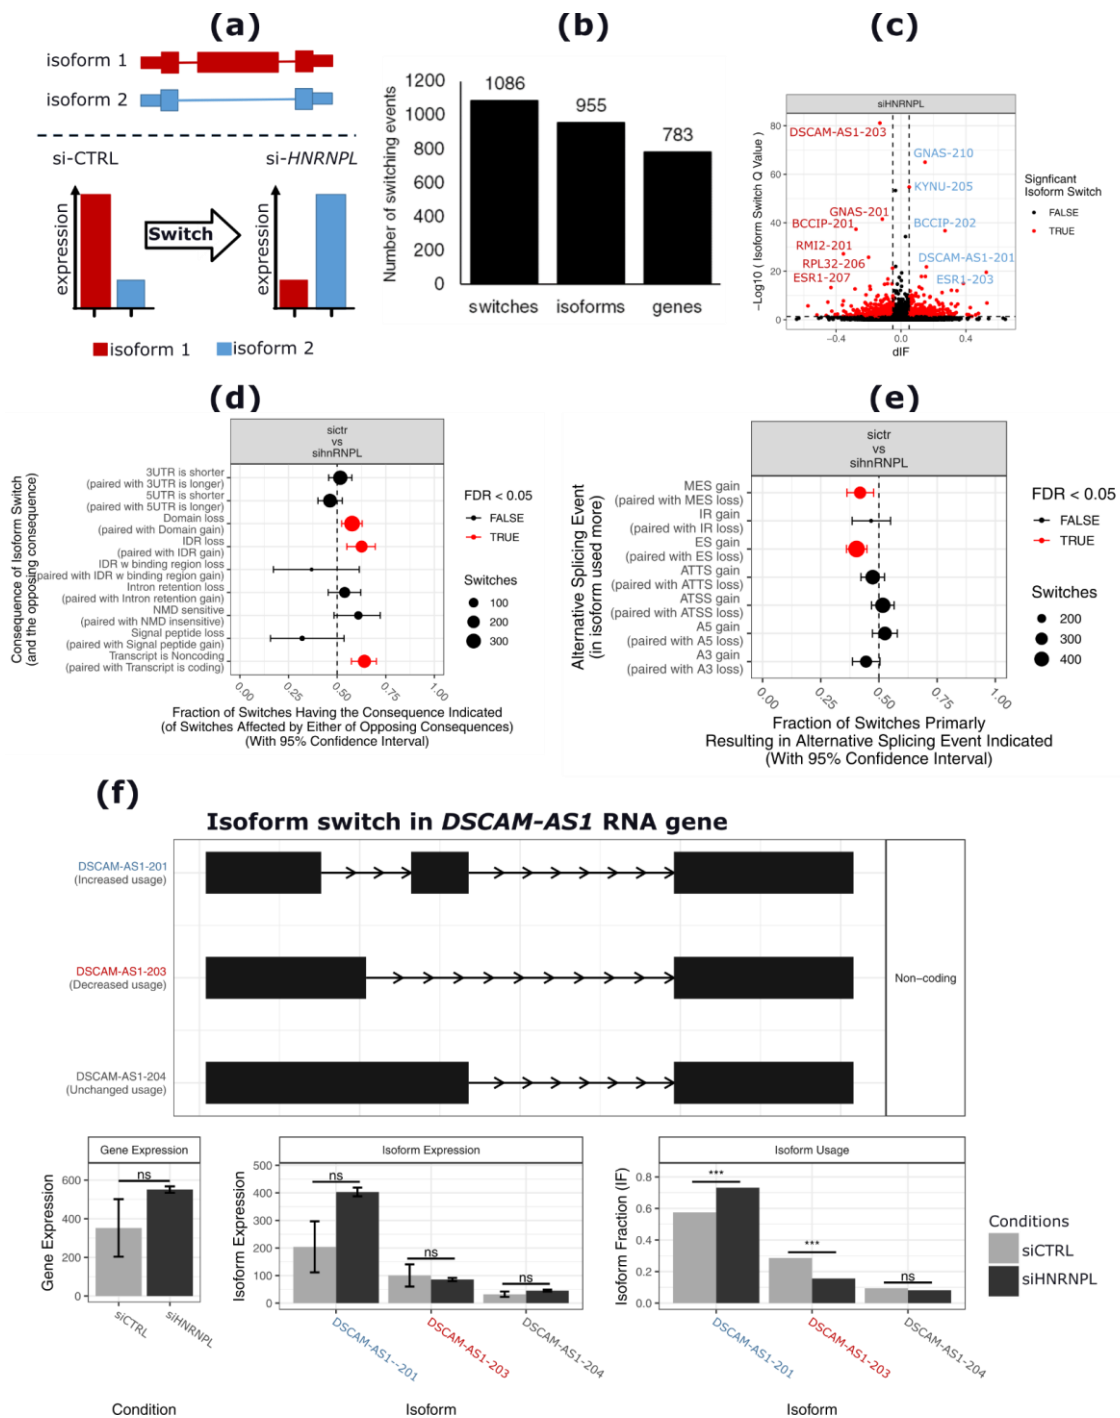 (a)
isoform 1
isoform 2
si-CTRL
si-HNRNPL
expression
Switch
expression
isoform 1
isoform 2
(b)
Number of switching events
1200
1000
800
600
400
200
0
1086
955
783
switches
isoforms
genes
(c)
siHNRNPL
−Log10 ( Isoform Switch Q Value )
80
60
40
20
0
DSCAM-AS1-203
GNAS-210
KYNU-205
GNAS-201
BCCIP-201
BCCIP-202
RMI2-201
DSCAM-AS1-201
RPL32-206
ESR1-207
ESR1-203
−0.4
0.0
0.4
dIF
Signficant
Isoform Switch
FALSE
TRUE
(d)
sictr
vs
sihnRNPL
Consequence of Isoform Switch
(and the opposing consequence)
3UTR is shorter
(paired with 3UTR is longer)
5UTR is shorter
(paired with 5UTR is longer)
Domain loss
(paired with Domain gain)
IDR loss
(paired with IDR gain)
IDR w binding region loss
(paired with IDR w binding region gain)
Intron retention loss
(paired with Intron retention gain)
NMD sensitive
(paired with NMD insensitive)
Signal peptide loss
(paired with Signal peptide gain)
Transcript is Noncoding
(paired with Transcript is coding)
0.00
0.25
0.50
0.75
1.00
Fraction of Switches Having the Consequence Indicated
(of Switches Affected by Either of Opposing Consequences)
(With 95% Confidence Interval)
FDR < 0.05
FALSE
TRUE
Switches
100
200
300
(e)
sictr
vs
sihnRNPL
Alternative Splicing Event
(in isoform used more)
MES gain
(paired with MES loss)
IR gain
(paired with IR loss)
ES gain
(paired with ES loss)
ATTS gain
(paired with ATTS loss)
ATSS gain
(paired with ATSS loss)
A5 gain
(paired with A5 loss)
A3 gain
(paired with A3 loss)
0.00
0.25
0.50
0.75
1.00
Fraction of Switches Primarly
Resulting in Alternative Splicing Event Indicated
(With 95% Confidence Interval)
FDR < 0.05
FALSE
TRUE
Switches
200
300
400
(f)
Isoform switch in DSCAM-AS1 RNA gene
DSCAM-AS1-201
(Increased usage)
DSCAM-AS1-203
(Decreased usage)
DSCAM-AS1-204
(Unchanged usage)
Non−coding
Gene Expression
Gene Expression
600
400
200
0
ns
siCTRL
siHNRNPL
Condition
Isoform Expression
Isoform Expression
500
400
300
200
100
0
ns
ns
ns
DSCAM-AS1--201
DSCAM-AS1-203
DSCAM-AS1-204
Isoform
Isoform Usage
Isoform Fraction (IF)
0.8
0.6
0.4
0.2
0.0
***
***
ns
DSCAM-AS1-201
DSCAM-AS1-203
DSCAM-AS1-204
Isoform
Conditions
siCTRL
siHNRNPL